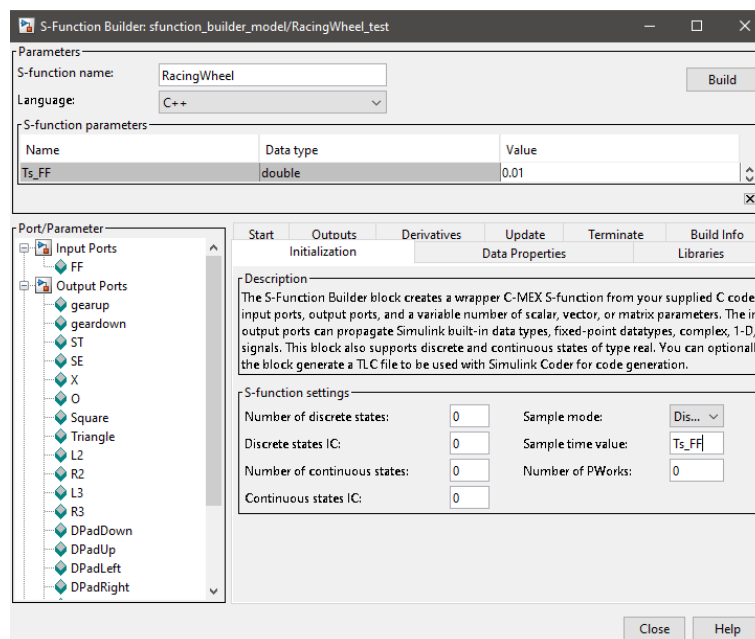 S-Function Builder: sfunction_builder_model/RacingWheel_test
Parameters
S-function name: RacingWheel
Build
Language: C++
S-function parameters
Name Data type Value
Ts_FF double 0.01
Port/Parameter
Input Ports
FF
Output Ports
gearup
geardown
ST
SE
X
O
Square
Triangle
L2
R2
L3
R3
DPadDown
DPadUp
DPadLeft
DPadRight
Start Outputs Derivatives Update Terminate Build Info
Initialization Data Properties Libraries
Description
The S-Function Builder block creates a wrapper C-MEX S-function from your supplied C code
input ports, output ports, and a variable number of scalar, vector, or matrix parameters. The i
output ports can propagate Simulink built-in data types, fixed-point datatypes, complex, 1-D,
signals. This block also supports discrete and continuous states of type real. You can optional
the block generate a TLC file to be used with Simulink Coder for code generation.
S-function settings
Number of discrete states: 0 Sample mode: Dis...
Discrete states IC: 0 Sample time value: Ts_FF
Number of continuous states: 0 Number of PWorks: 0
Continuous states IC: 0
Close Help